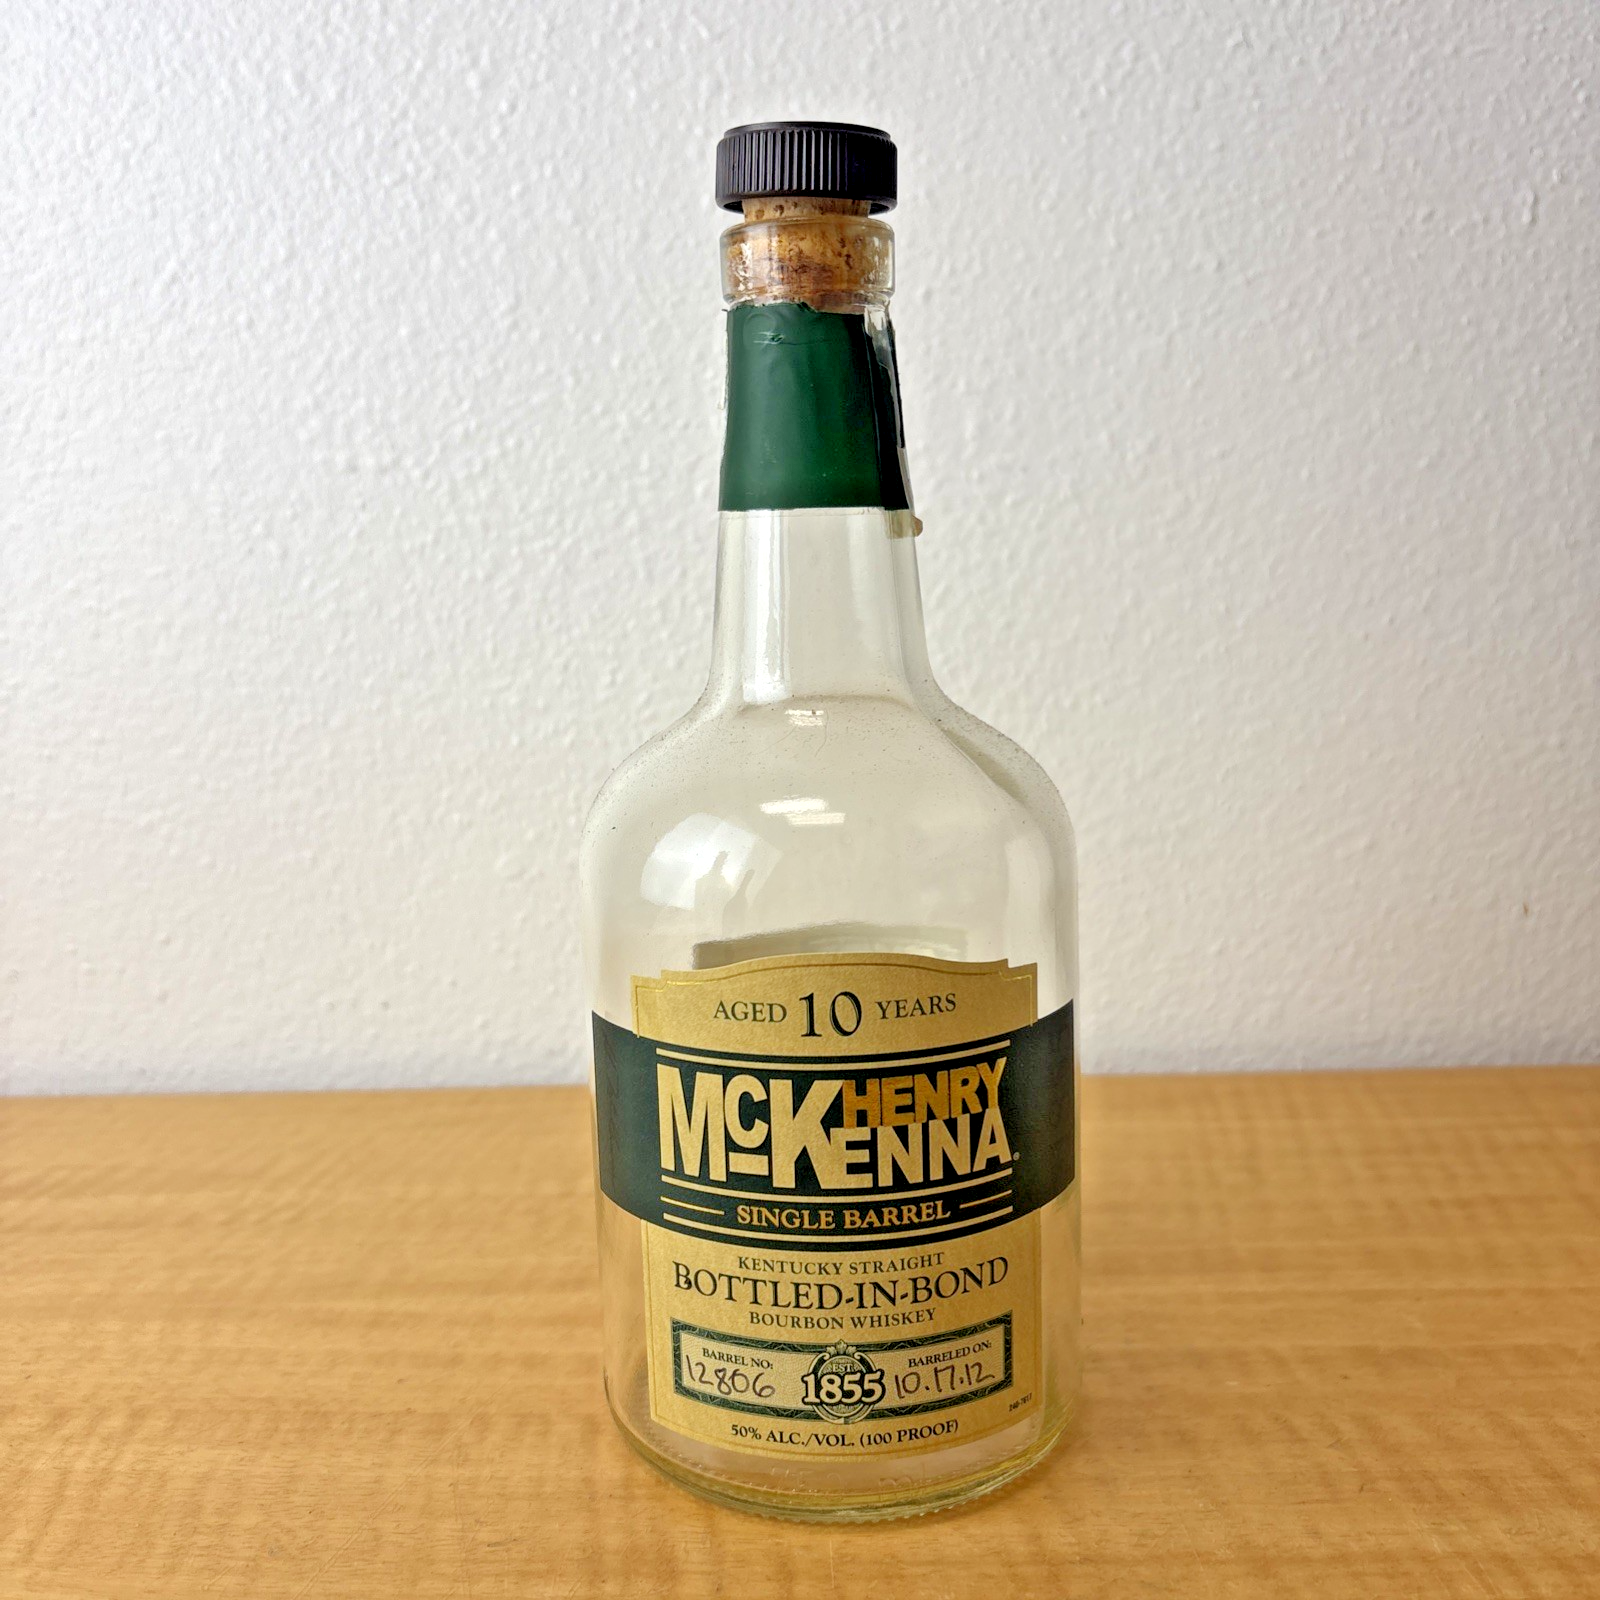 AGED 10 YEARS
HENRY
McKENNA®
SINGLE BARREL
KENTUCKY STRAIGHT
BOTTLED-IN-BOND
BOURBON WHISKEY
BARREL NO:
12806
EST.
1855
BARRELED ON:
10.17.12
50% ALC./VOL. (100 PROOF)